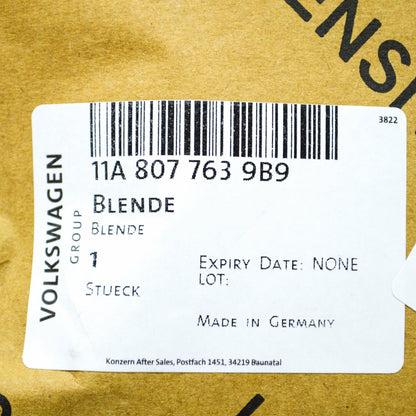 3822
11A 807 763 9B9
BLENDE
BLENDE
1
STUECK
EXPIRY DATE: NONE
LOT:
MADE IN GERMANY
Konzern After Sales, Postfach 1451, 34219 Baunatal
VOLKSWAGEN
GROUP